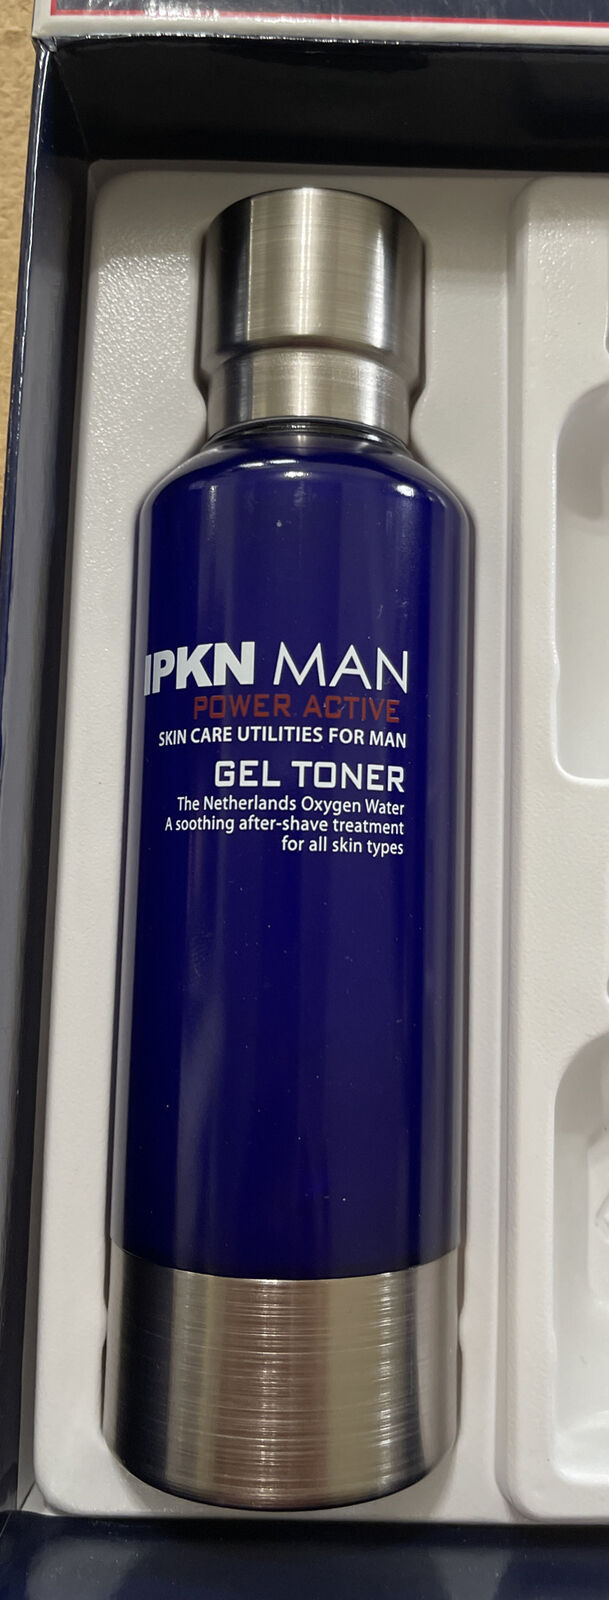 IPKN MAN
POWER ACTIVE
SKIN CARE UTILITIES FOR MAN
GEL TONER
The Netherlands Oxygen Water
A soothing after-shave treatment
for all skin types